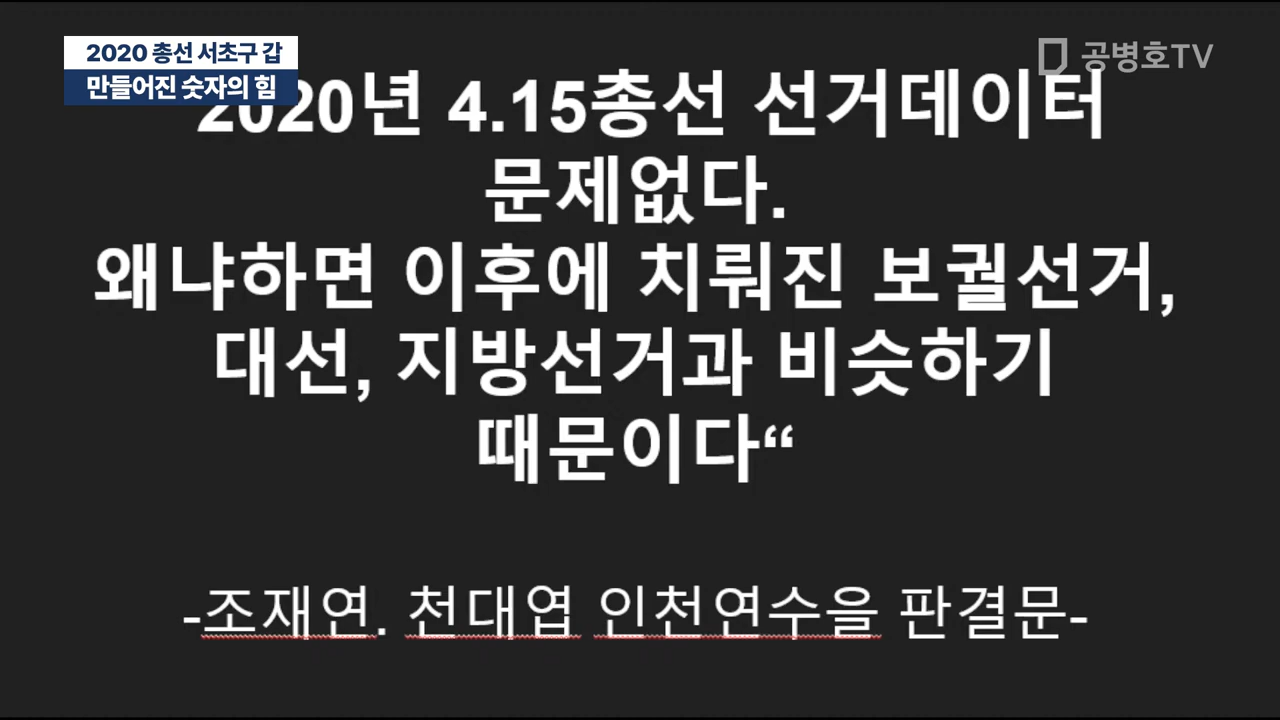 2020 총선 서초구 갑
만들어진 숫자의 힘
공병호TV
2020년 4.15총선 선거데이터
문제없다.
왜냐하면 이후에 치뤄진 보궐선거,
대선, 지방선거과 비슷하기
때문이다“
-조재연. 천대엽 인천연수을 판결문-